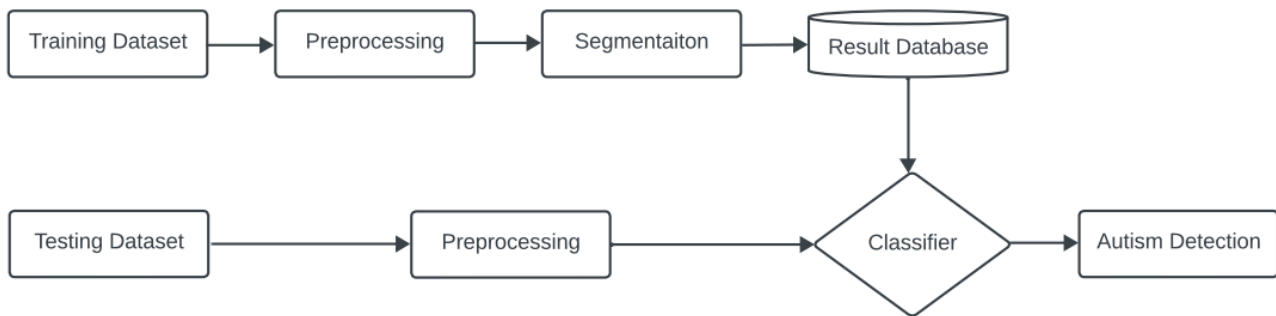 Training Dataset
Preprocessing
Segmentaiton
Result Database
Testing Dataset
Preprocessing
Classifier
Autism Detection